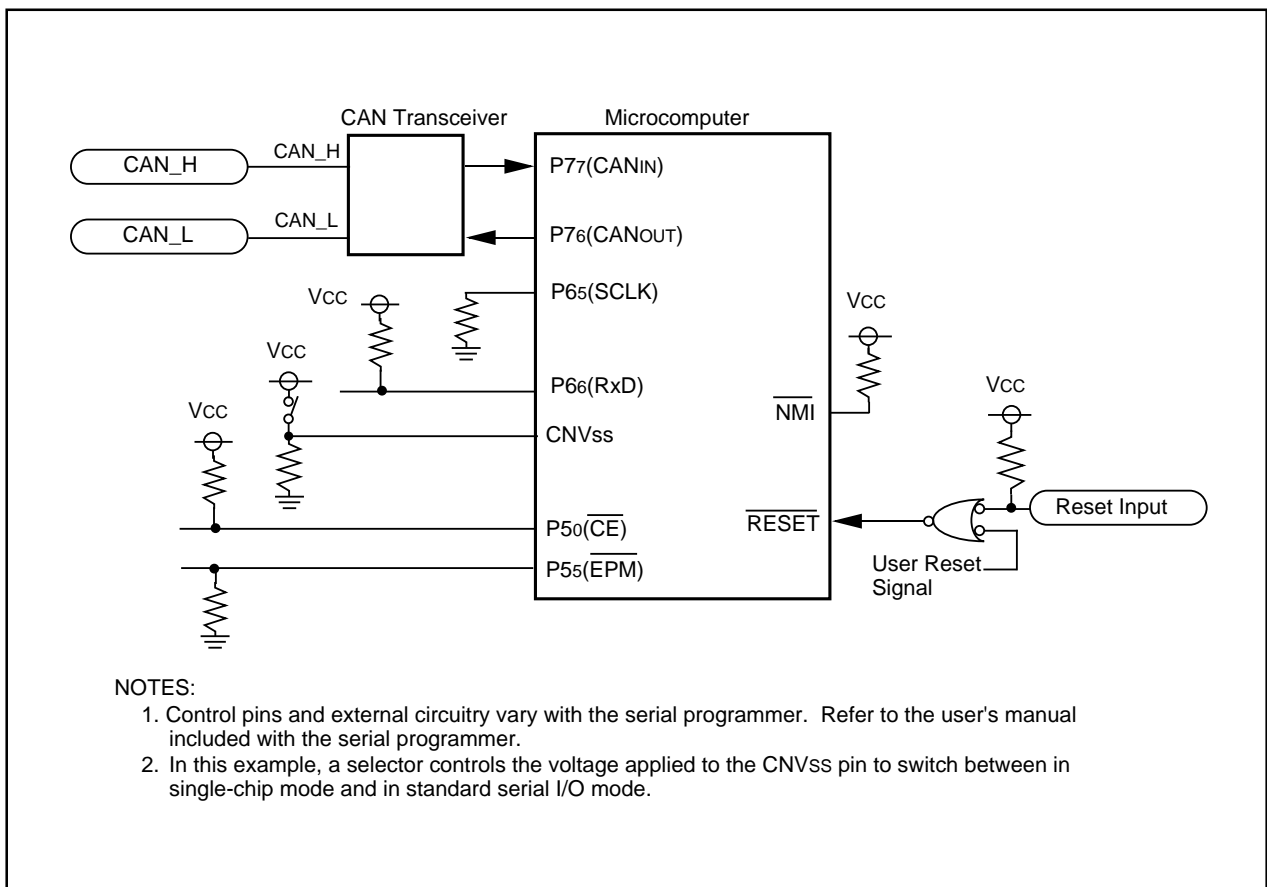 CAN Transceiver
Microcomputer
CAN_H
CAN_H
P77(CANIN)
CAN_L
CAN_L
P76(CANOUT)
P65(SCLK)
VCC
VCC
VCC
P66(RxD)
VCC
NMI
VCC
CNVss
P50(CE)
RESET
Reset Input
P55(EPM)
User Reset
Signal
NOTES:
1. Control pins and external circuitry vary with the serial programmer. Refer to the user's manual
included with the serial programmer.
2. In this example, a selector controls the voltage applied to the CNVSS pin to switch between in
single-chip mode and in standard serial I/O mode.